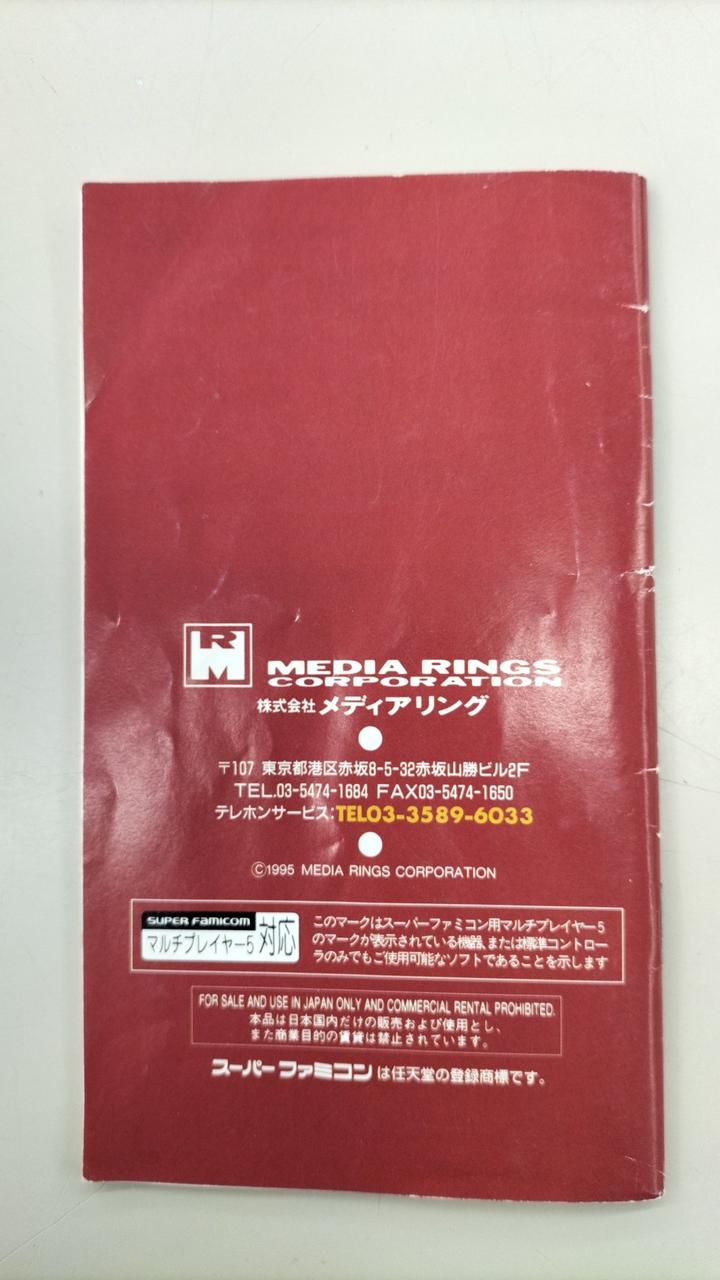 RM
MEDIA RINGS
CORPORATION
株式会社メディアリング
〒107 東京都港区赤坂8-5-32赤坂山勝ビル2F
TEL.03-5474-1684 FAX03-5474-1650
テレホンサービス:TEL03-3589-6033
©1995 MEDIA RINGS CORPORATION
SUPER FAMICOM
マルチプレイヤー5 対応
このマークはスーパーファミコン用マルチプレイヤー5
のマークが表示されている機器、または標準コントロー
ラのみでもご使用可能なソフトであることを示します
FOR SALE AND USE IN JAPAN ONLY AND COMMERCIAL RENTAL PROHIBITED.
本品は日本国内だけの販売および使用とし、
また商業目的の賃貸は禁止されています。
スーパーファミコンは任天堂の登録商標です。